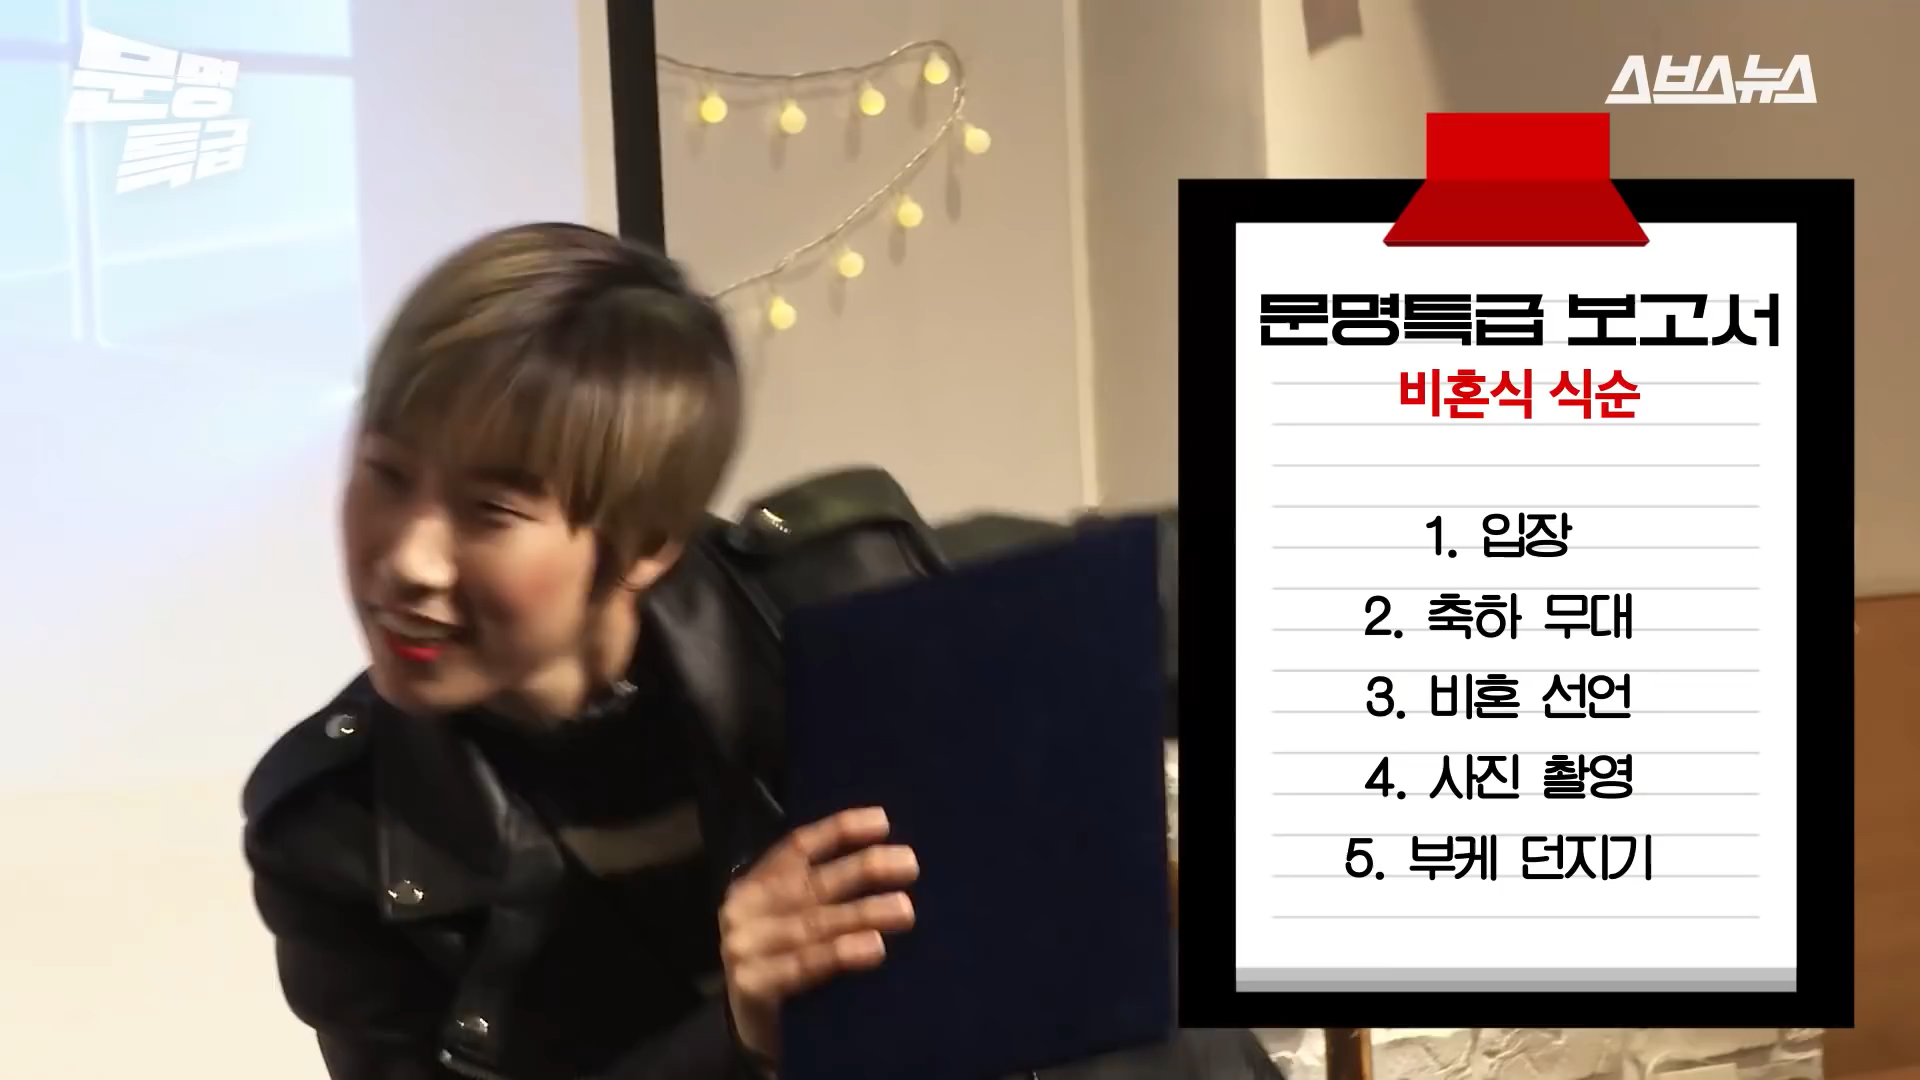 문명
특급
스브스뉴스
문명특급 보고서
비혼식 식순
1. 입장
2. 축하 무대
3. 비혼 선언
4. 사진 촬영
5. 부케 던지기